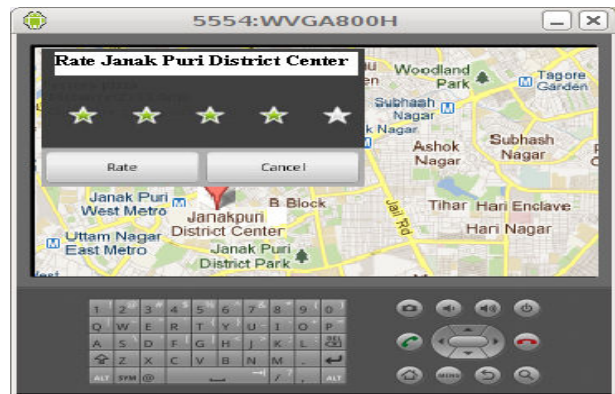 5554:WVGA800H
Rate Janak Puri District Center
Rate
Cancel
Woodland
Park
Tagore
Garden
Subhash
Nagar
k Nagar
Ashok
Nagar
Subhash
Nagar
Janak Puri
West Metro
Janakpuri
District Center
B Block
Jail Rd
Tihar
Hari Enclave
Hari Nagar
Uttam Nagar
East Metro
Janak Puri
District Park
1 2 3 4 5 6 7 8 9 0
Q W E R T Y U I O P
A S D F G H J K L DEL
Z X C V B N M .
ALT SYM @ / ? , ALT
MENU